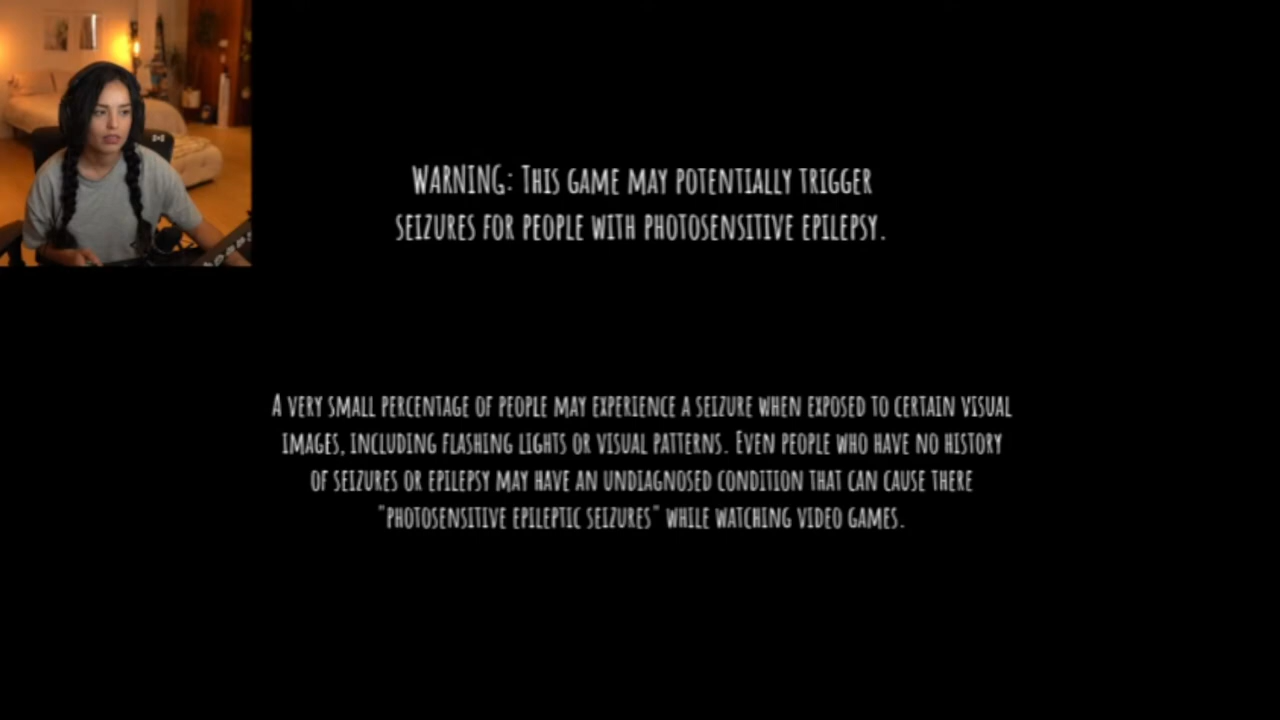 WARNING: THIS GAME MAY POTENTIALLY TRIGGER
SEIZURES FOR PEOPLE WITH PHOTOSENSITIVE EPILEPSY.
A VERY SMALL PERCENTAGE OF PEOPLE MAY EXPERIENCE A SEIZURE WHEN EXPOSED TO CERTAIN VISUAL
IMAGES, INCLUDING FLASHING LIGHTS OR VISUAL PATTERNS. EVEN PEOPLE WHO HAVE NO HISTORY
OF SEIZURES OR EPILEPSY MAY HAVE AN UNDIAGNOSED CONDITION THAT CAN CAUSE THERE
"PHOTOSENSITIVE EPILEPTIC SEIZURES" WHILE WATCHING VIDEO GAMES.